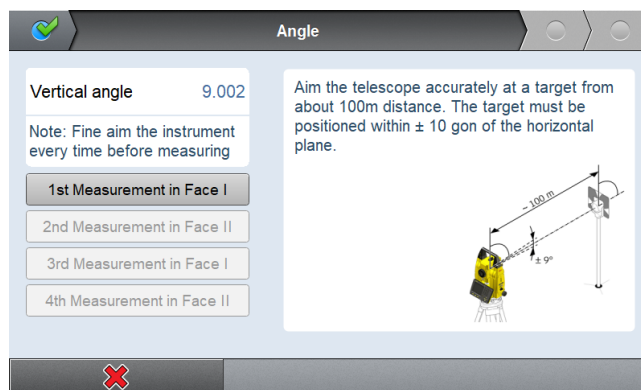 Angle
Vertical angle 9.002
Note: Fine aim the instrument
every time before measuring
1st Measurement in Face I
2nd Measurement in Face II
3rd Measurement in Face I
4th Measurement in Face II
Aim the telescope accurately at a target from
about 100m distance. The target must be
positioned within ± 10 gon of the horizontal
plane.
~ 100 m
± 9°